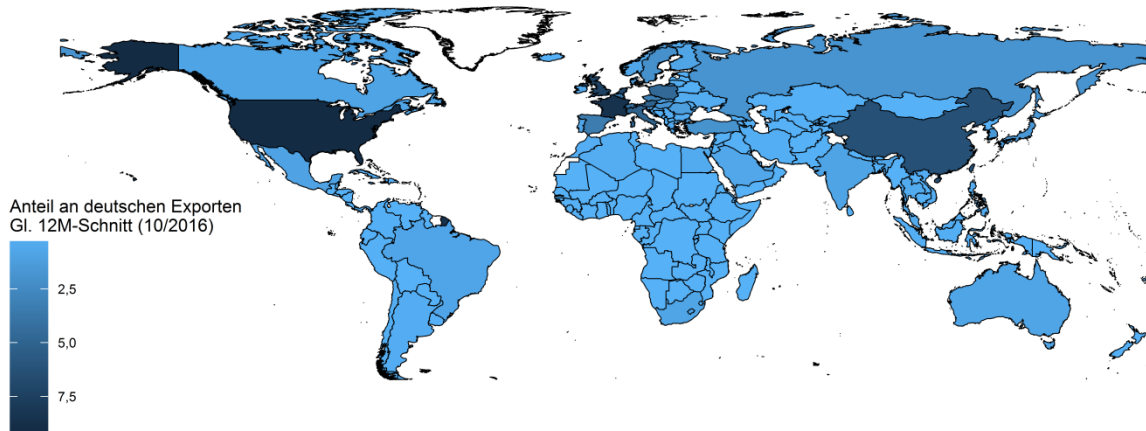 Anteil an deutschen Exporten
Gl. 12M-Schnitt (10/2016)
2,5
5,0
7,5